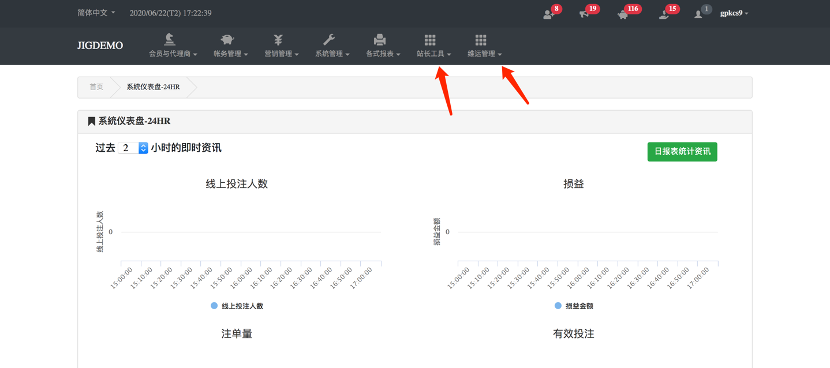 简体中文 2020/06/22(T2) 17:22:39 8 19 116 15 1 gpkcs9
JIGDEMO 会员与代理商 帐务管理 营销管理 系统管理 各式报表 站长工具 维运管理
首页 系统仪表盘-24HR
系统仪表盘-24HR
过去 2 小时的即时资讯 日报表统计资讯
线上投注人数
线上投注人数
0
15:00:00 15:10:00 15:20:00 15:30:00 15:40:00 15:50:00 16:00:00 16:10:00 16:20:00 16:30:00 16:40:00 16:50:00 17:00:00
线上投注人数
损益
损益金额
0
15:00:00 15:10:00 15:20:00 15:30:00 15:40:00 15:50:00 16:00:00 16:10:00 16:20:00 16:30:00 16:40:00 16:50:00 17:00:00
损益金额
注单量
有效投注